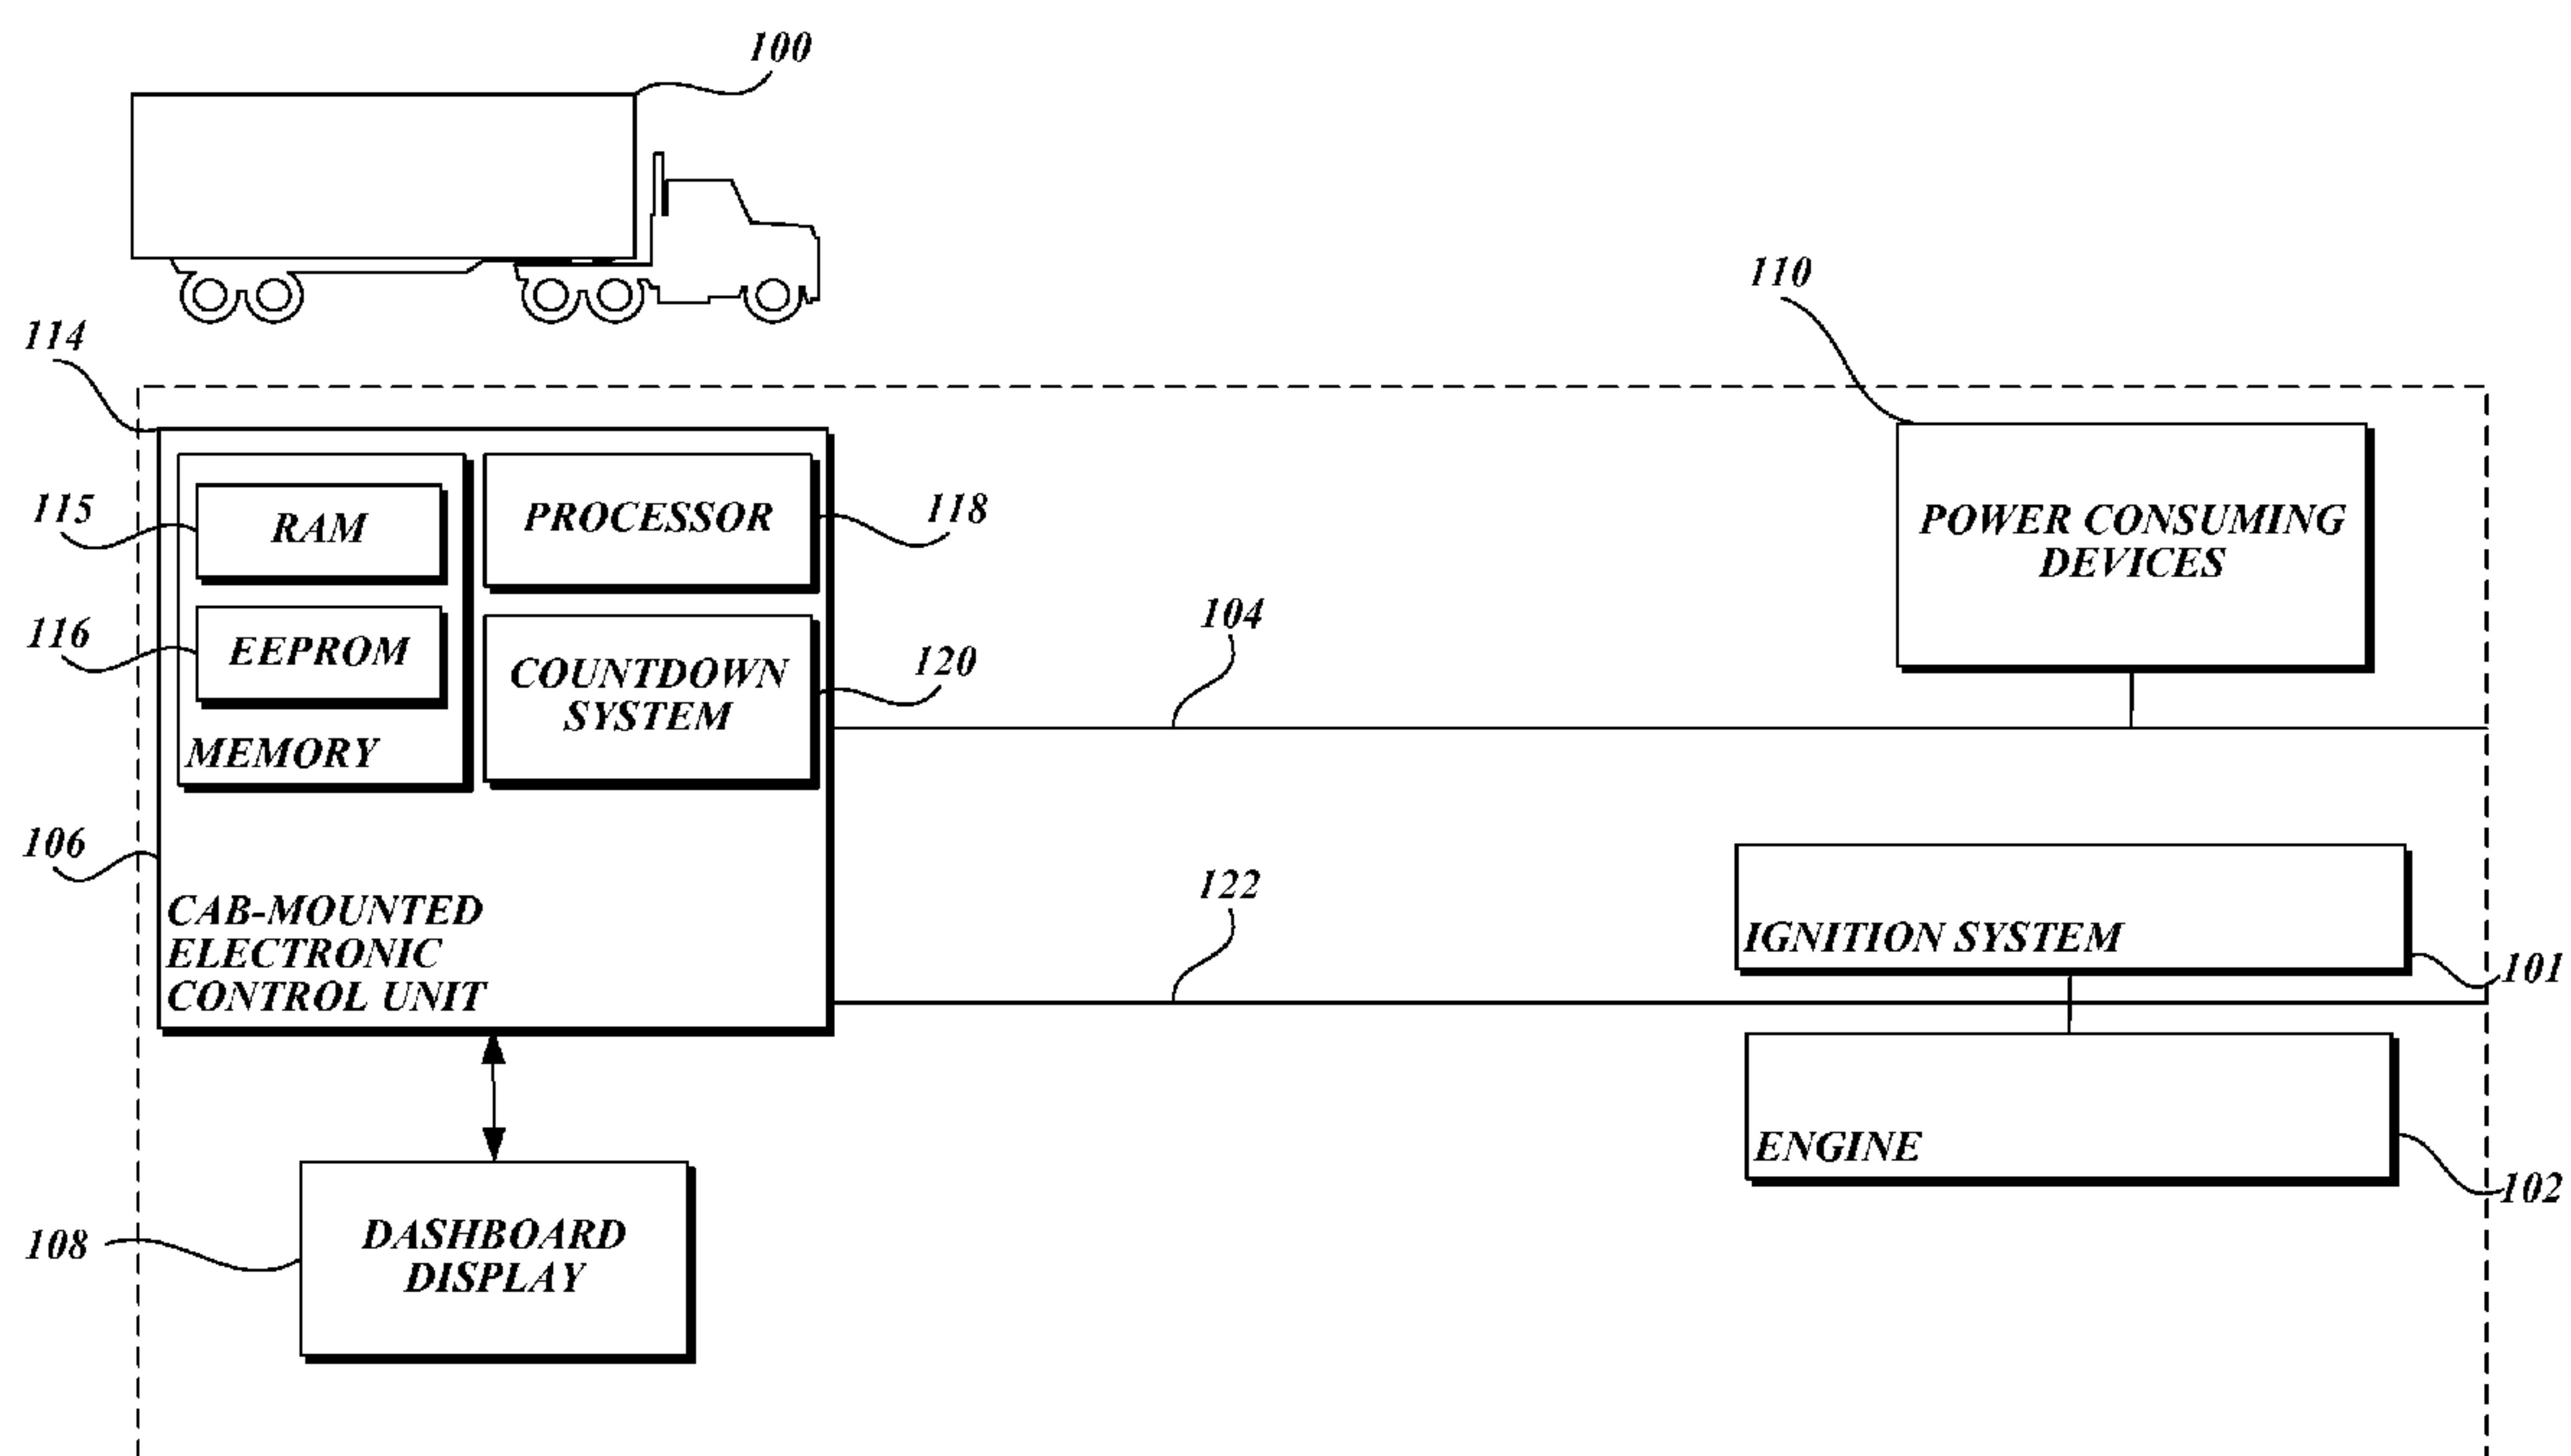 100
110
114
115
RAM
PROCESSOR
118
POWER CONSUMING
DEVICES
116
EEPROM
COUNTDOWN
SYSTEM
120
104
MEMORY
106
CAB-MOUNTED
ELECTRONIC
CONTROL UNIT
122
IGNITION SYSTEM
101
ENGINE
102
108
DASHBOARD
DISPLAY